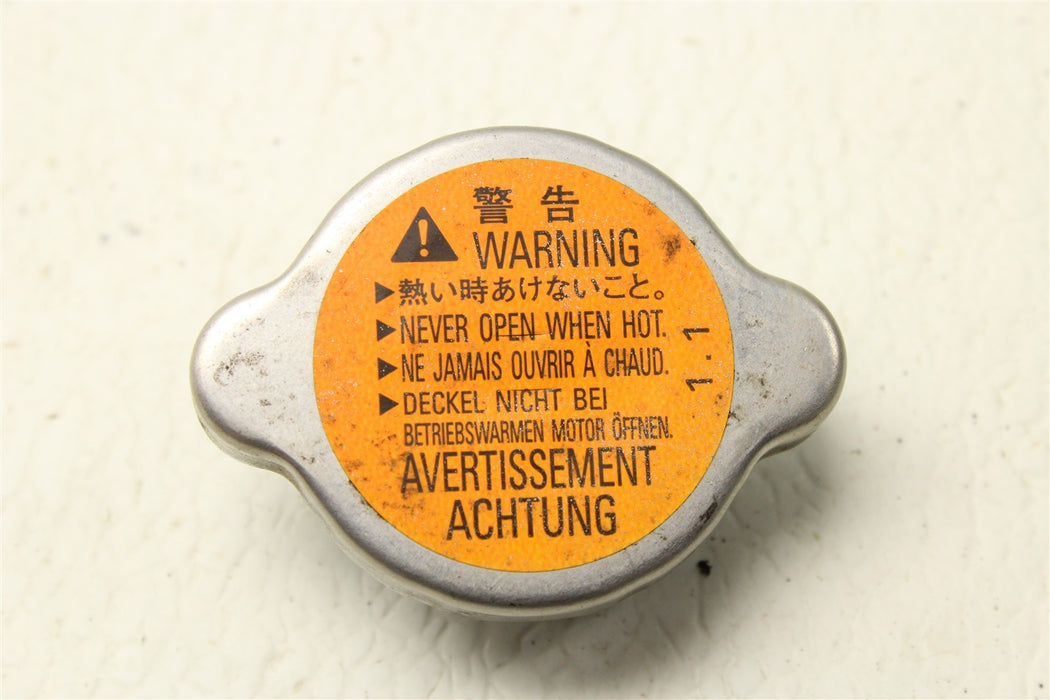 警告
WARNING
▶熱い時あけないこと。
▶NEVER OPEN WHEN HOT.
▶NE JAMAIS OUVRIR À CHAUD.
▶DECKEL NICHT BEI
BETRIEBSWARMEN MOTOR ÖFFNEN.
AVERTISSEMENT
ACHTUNG
1.1